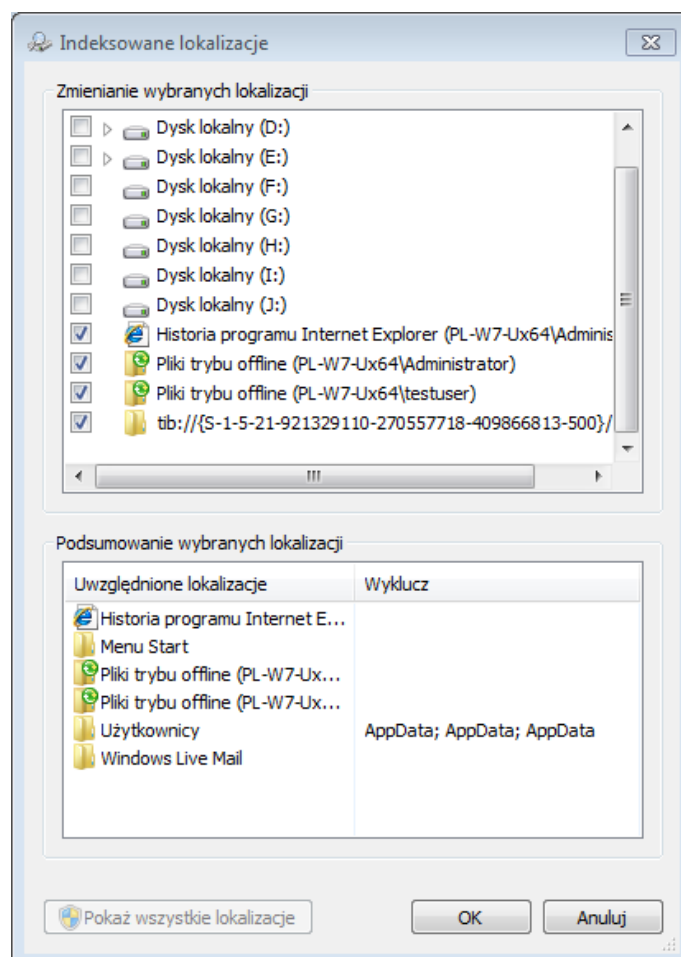 Indeksowane lokalizacje
Zmienianie wybranych lokalizacji
Dysk lokalny (D:)
Dysk lokalny (E:)
Dysk lokalny (F:)
Dysk lokalny (G:)
Dysk lokalny (H:)
Dysk lokalny (I:)
Dysk lokalny (J:)
Historia programu Internet Explorer (PL-W7-Ux64\Adminis
Pliki trybu offline (PL-W7-Ux64\Administrator)
Pliki trybu offline (PL-W7-Ux64\testuser)
tib://{S-1-5-21-921329110-270557718-409866813-500}/
Podsumowanie wybranych lokalizacji
Uwzględnione lokalizacje Wyklucz
Historia programu Internet E...
Menu Start
Pliki trybu offline (PL-W7-Ux...
Pliki trybu offline (PL-W7-Ux...
Użytkownicy AppData; AppData; AppData
Windows Live Mail
Pokaż wszystkie lokalizacje OK Anuluj